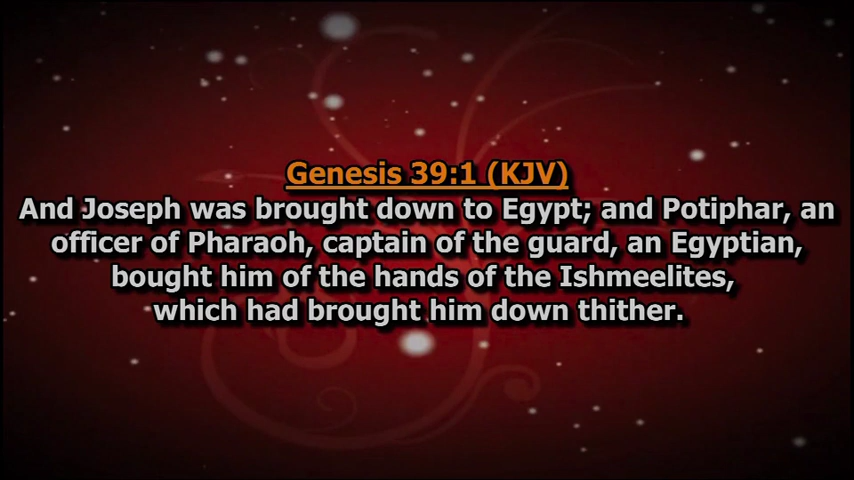 Genesis 39:1 (KJV)
And Joseph was brought down to Egypt; and Potiphar, an
officer of Pharaoh, captain of the guard, an Egyptian,
bought him of the hands of the Ishmeelites,
which had brought him down thither.